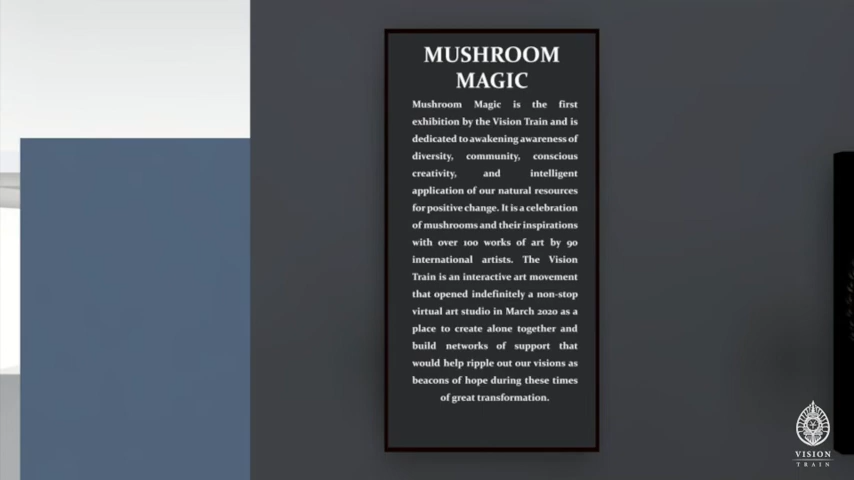 MUSHROOM
MAGIC
Mushroom Magic is the first
exhibition by the Vision Train and is
dedicated to awakening awareness of
diversity, community, conscious
creativity, and intelligent
application of our natural resources
for positive change. It is a celebration
of mushrooms and their inspirations
with over 100 works of art by 90
international artists. The Vision
Train is an interactive art movement
that opened indefinitely a non-stop
virtual art studio in March 2020 as a
place to create alone together and
build networks of support that
would help ripple out our visions as
beacons of hope during these times
of great transformation.
VISION
TRAIN